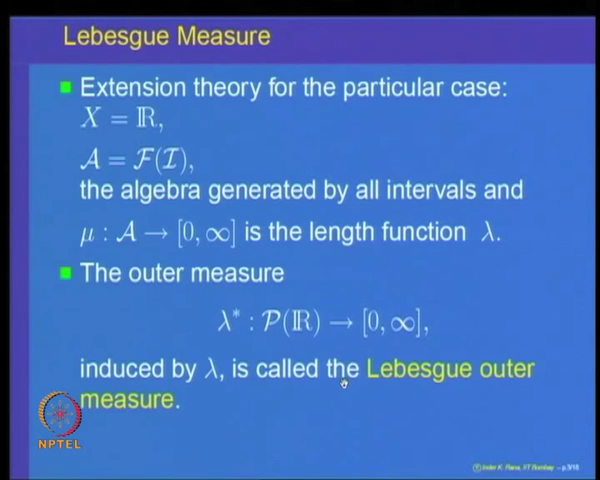 Lebesgue Measure
Extension theory for the particular case:
X = ℝ,
𝒜 = ℱ(ℐ),
the algebra generated by all intervals and
μ : 𝒜 → [0, ∞] is the length function λ.
The outer measure
λ* : 𝒫(ℝ) → [0, ∞],
induced by λ, is called the Lebesgue outer
measure.
NPTEL